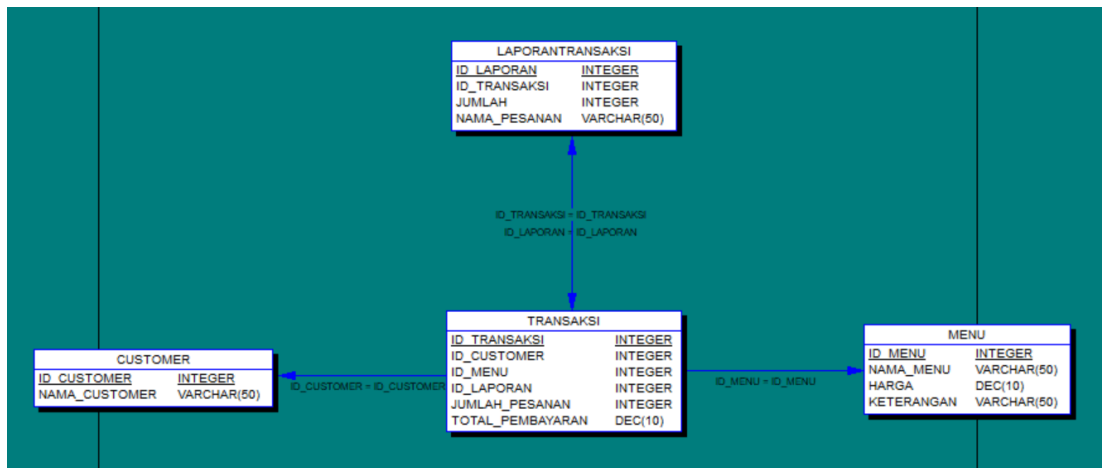 LAPORANTRANSAKSI
ID_LAPORAN INTEGER
ID_TRANSAKSI INTEGER
JUMLAH INTEGER
NAMA_PESANAN VARCHAR(50)
ID_TRANSAKSI = ID_TRANSAKSI
ID_LAPORAN = ID_LAPORAN
CUSTOMER
ID_CUSTOMER INTEGER
NAMA_CUSTOMER VARCHAR(50)
ID_CUSTOMER = ID_CUSTOMER
TRANSAKSI
ID_TRANSAKSI INTEGER
ID_CUSTOMER INTEGER
ID_MENU INTEGER
ID_LAPORAN INTEGER
JUMLAH_PESANAN INTEGER
TOTAL_PEMBAYARAN DEC(10)
ID_MENU = ID_MENU
MENU
ID_MENU INTEGER
NAMA_MENU VARCHAR(50)
HARGA DEC(10)
KETERANGAN VARCHAR(50)